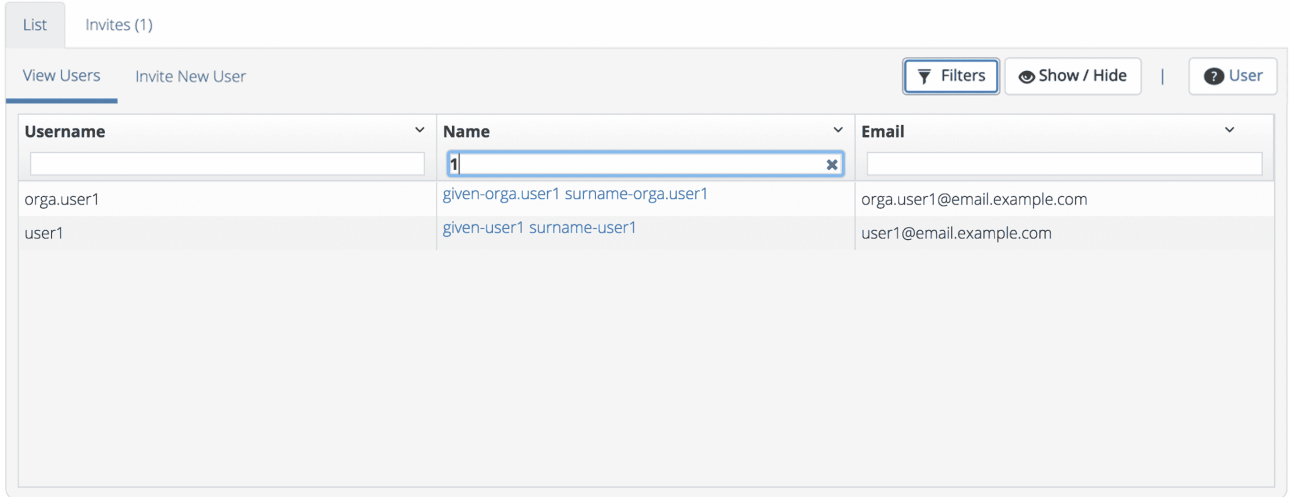 List Invites (1)
View Users Invite New User Filters Show / Hide | User
Username Name Email
1
orga.user1 given-orga.user1 surname-orga.user1 orga.user1@email.example.com
user1 given-user1 surname-user1 user1@email.example.com